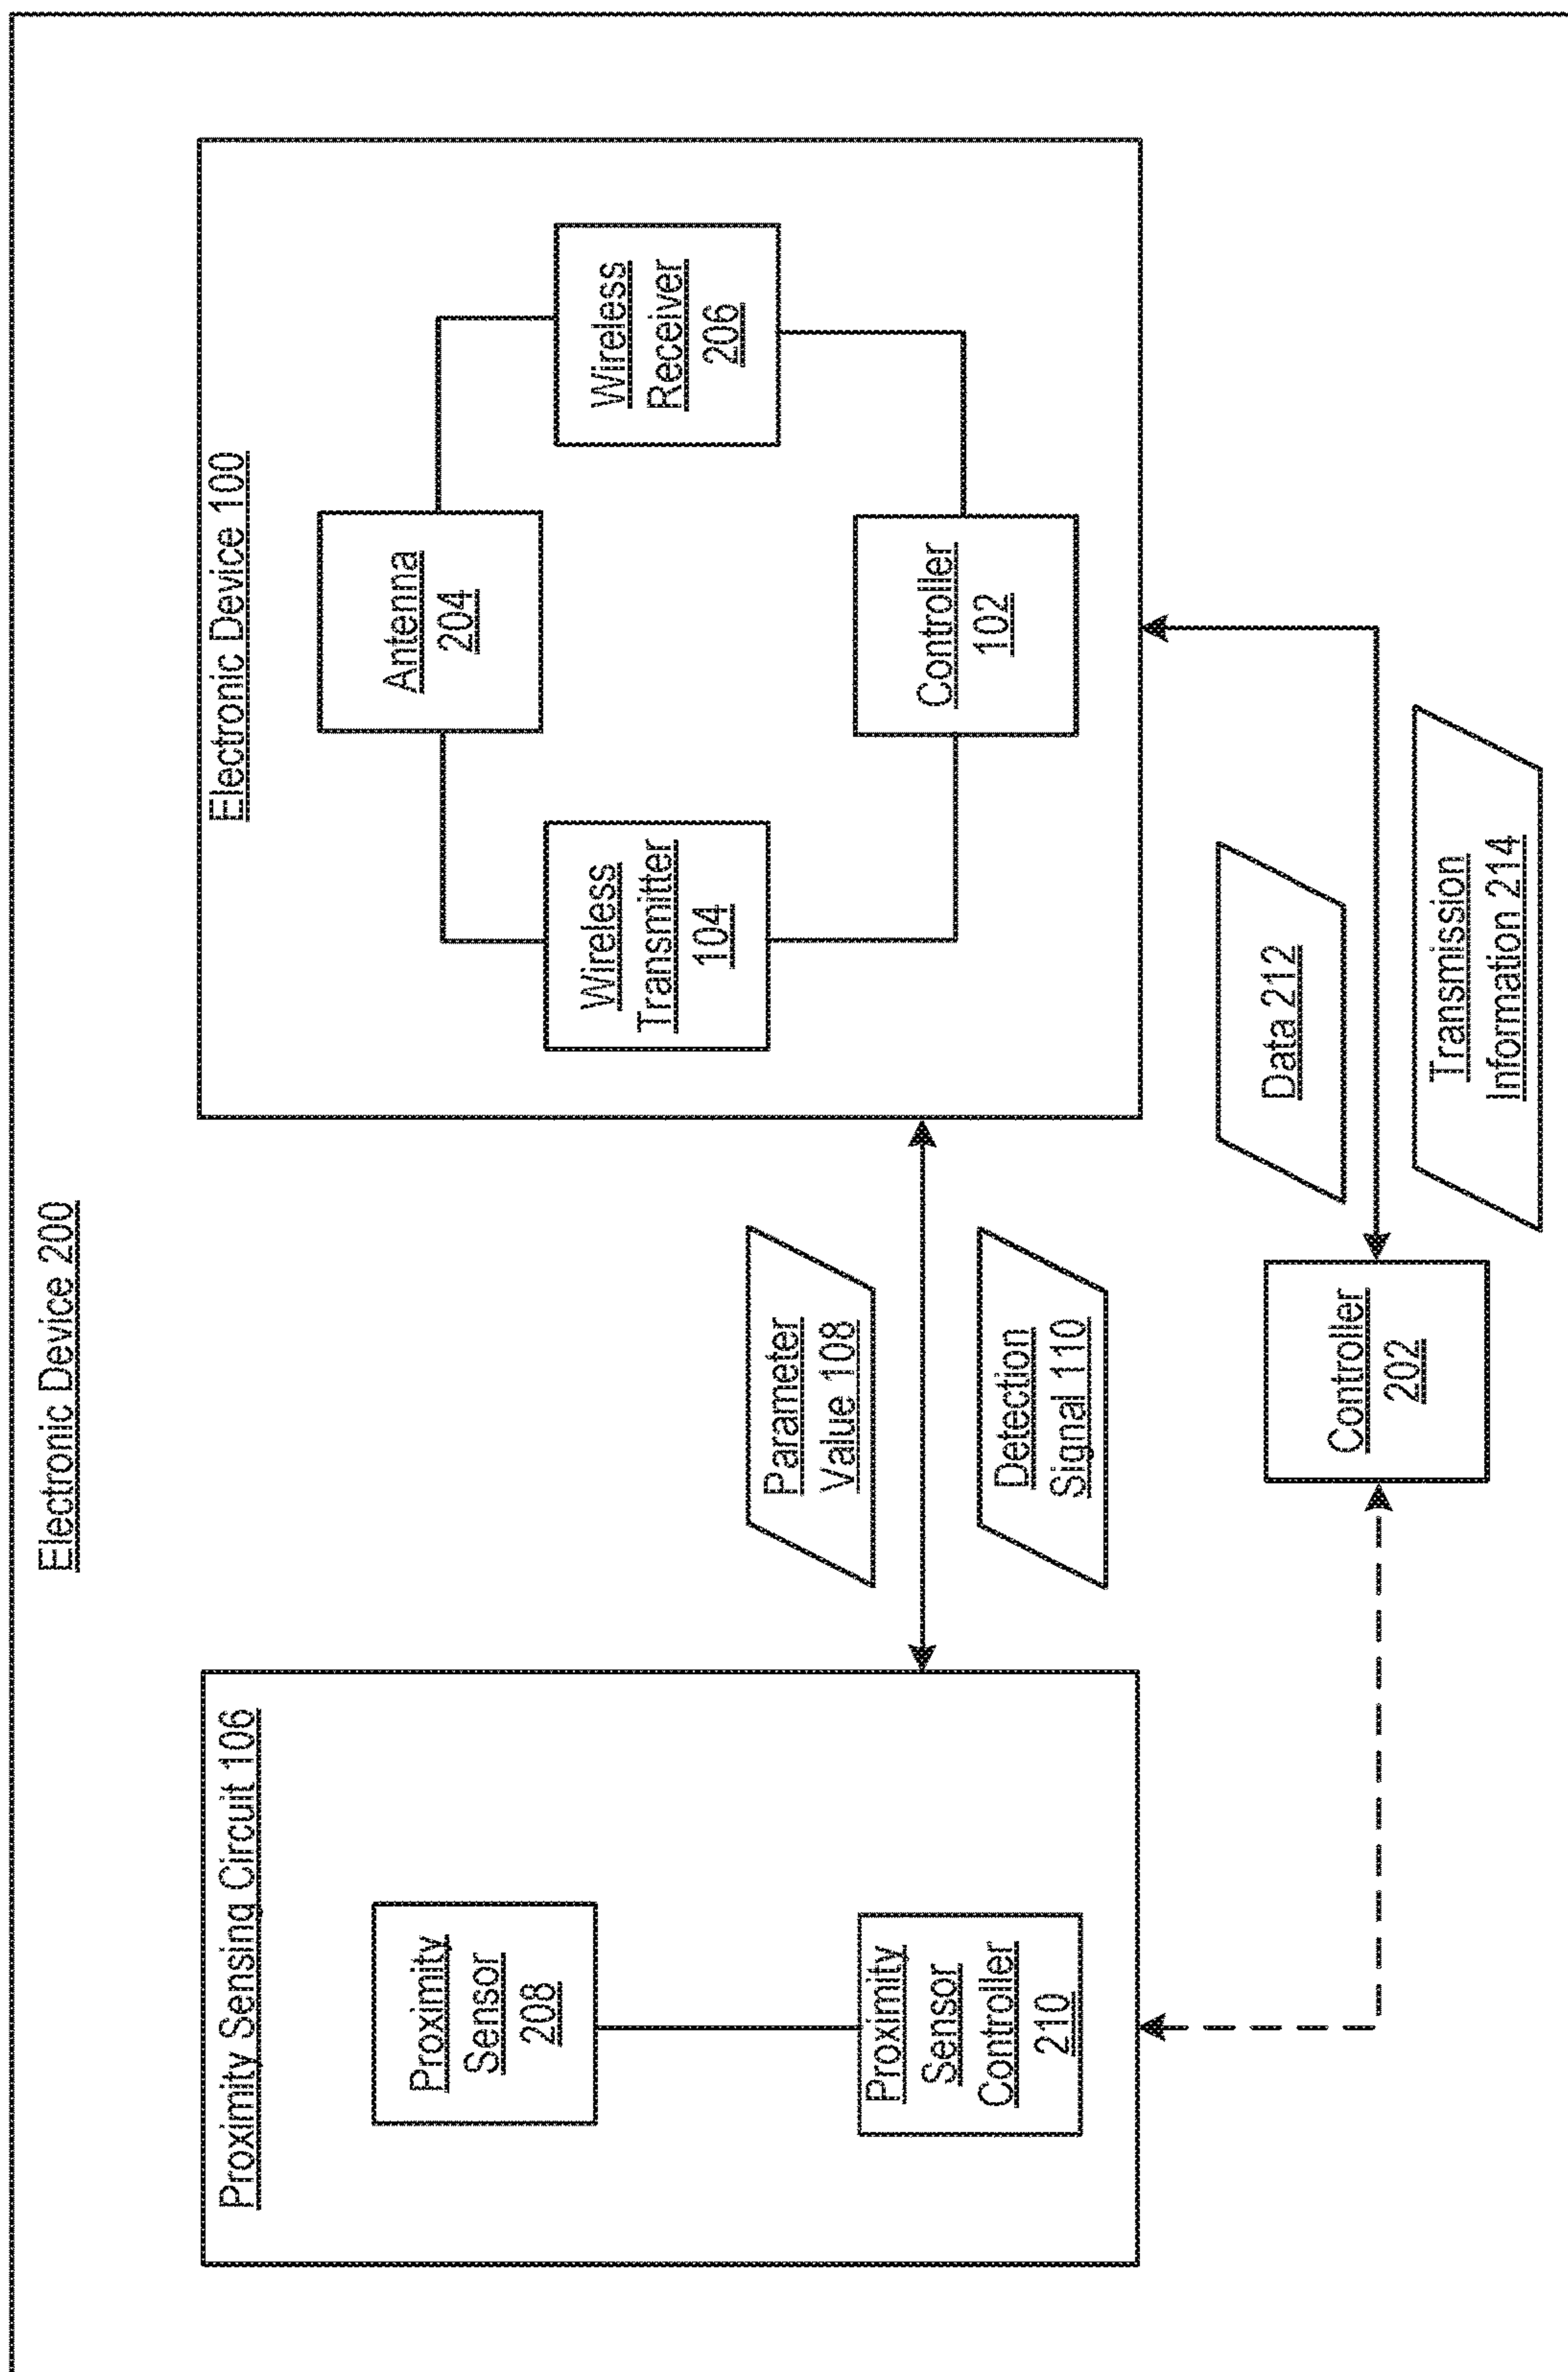 Electronic Device 200
Proximity Sensing Circuit 106
Proximity
Sensor
208
Proximity
Sensor
Controller
210
Parameter
Value 108
Detection
Signal 110
Electronic Device 100
Antenna
204
Wireless
Transmitter
104
Wireless
Receiver
206
Controller
102
Controller
202
Data 212
Transmission
Information 214